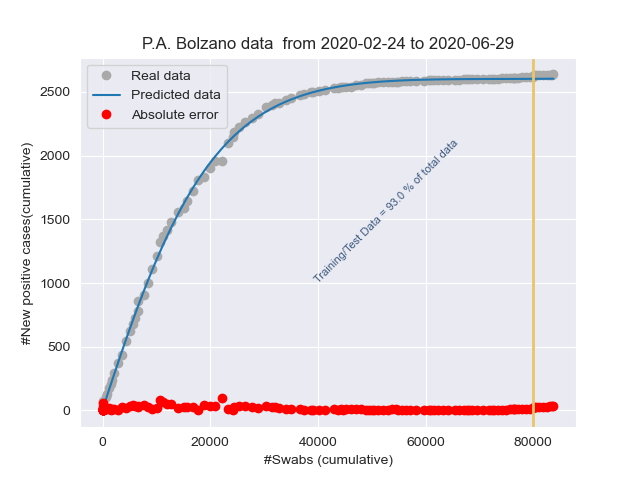 P.A. Bolzano data  from 2020-02-24 to 2020-06-29
Real data
Predicted data
Absolute error
#New positive cases(cumulative)
2500
2000
1500
1000
500
0
Training/Test Data = 93.0 % of total data
0
20000
40000
60000
80000
#Swabs (cumulative)